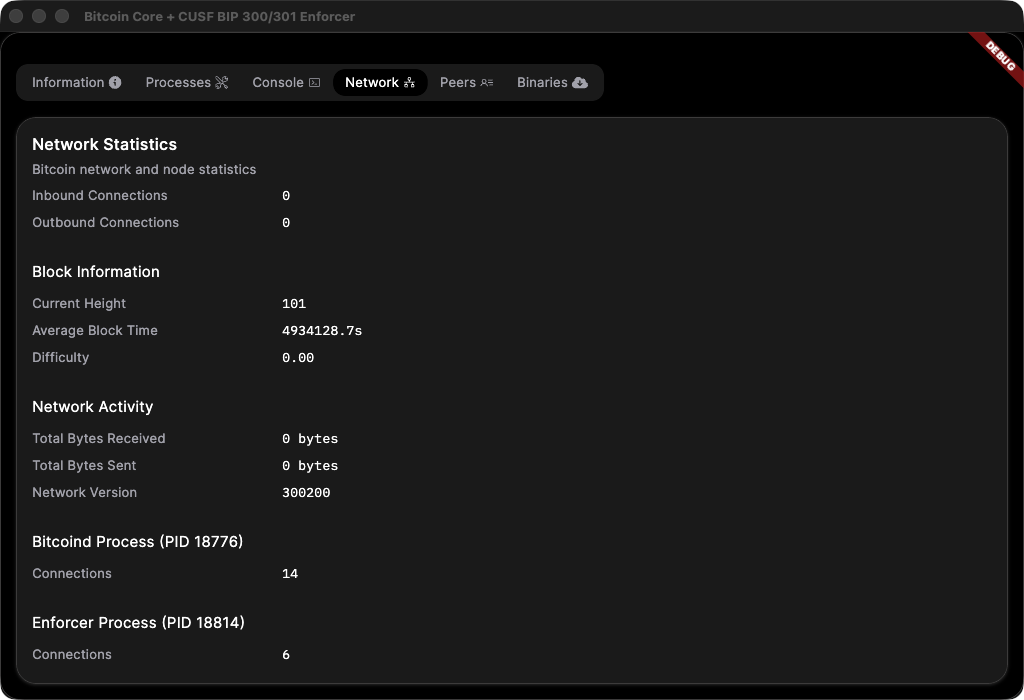 Bitcoin Core + CUSF BIP 300/301 Enforcer
DEBUG
Information Processes Console Network Peers Binaries
Network Statistics
Bitcoin network and node statistics
Inbound Connections 0
Outbound Connections 0
Block Information
Current Height 101
Average Block Time 4934128.7s
Difficulty 0.00
Network Activity
Total Bytes Received 0 bytes
Total Bytes Sent 0 bytes
Network Version 300200
Bitcoind Process (PID 18776)
Connections 14
Enforcer Process (PID 18814)
Connections 6